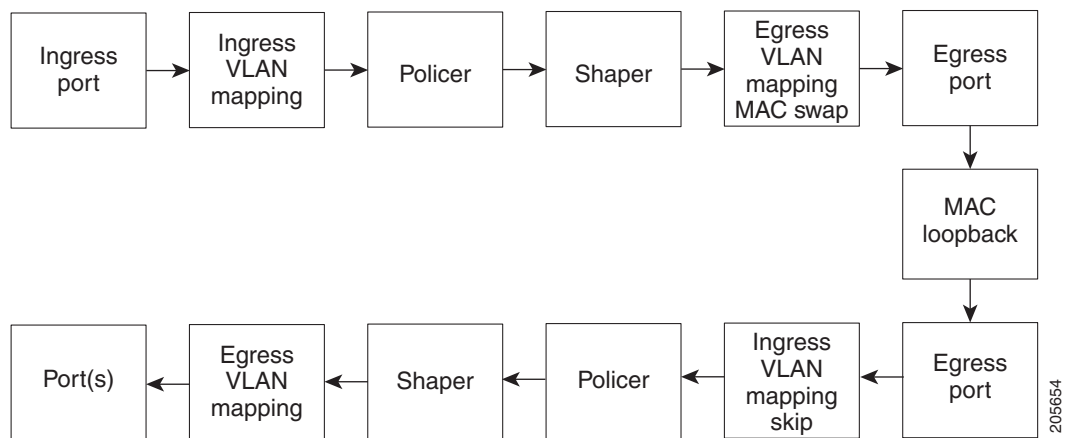 Ingress
port
Ingress
VLAN
mapping
Policer
Shaper
Egress
VLAN
mapping
MAC swap
Egress
port
MAC
loopback
Port(s)
Egress
VLAN
mapping
Shaper
Policer
Ingress
VLAN
mapping
skip
Egress
port
205654